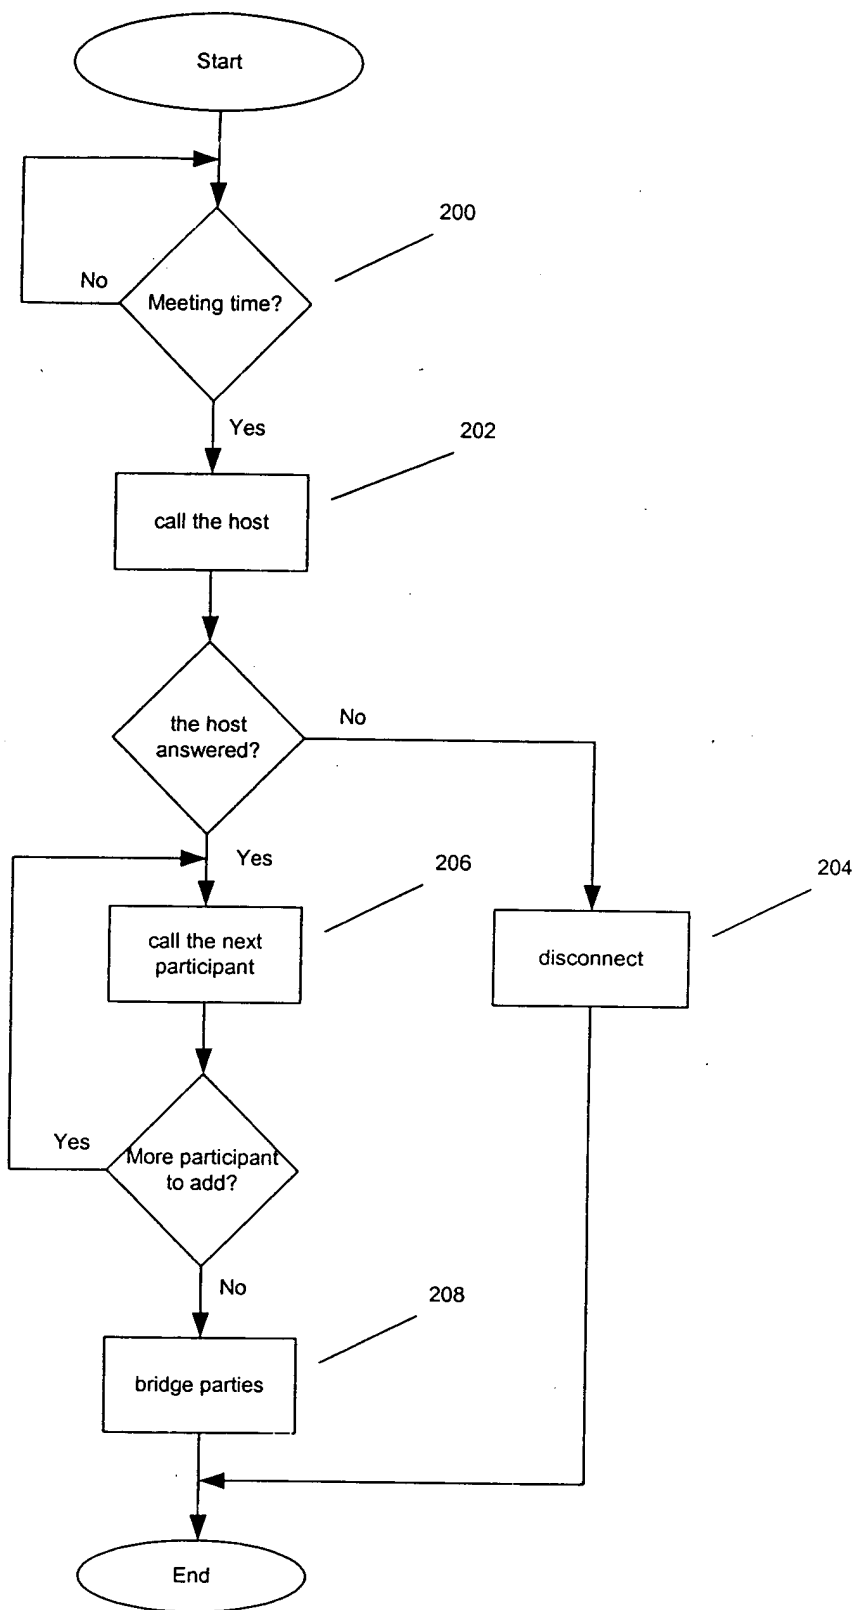 Start
200
No
Meeting time?
Yes
202
call the host
the host
answered?
No
Yes
206
204
call the next
participant
disconnect
Yes
More participant
to add?
No
208
bridge parties
End